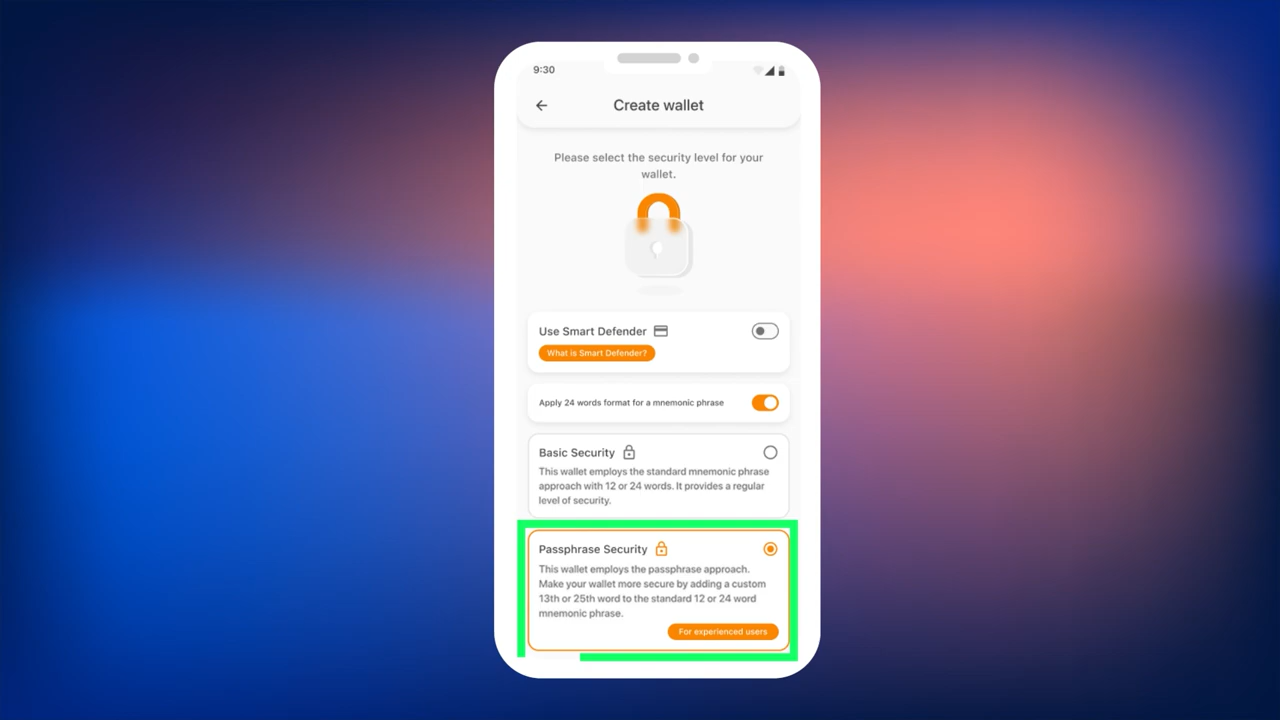 9:30
Create wallet
Please select the security level for your
wallet.
Use Smart Defender
What is Smart Defender?
Apply 24 words format for a mnemonic phrase
Basic Security
This wallet employs the standard mnemonic phrase
approach with 12 or 24 words. It provides a regular
level of security.
Passphrase Security
This wallet employs the passphrase approach.
Make your wallet more secure by adding a custom
13th or 25th word to the standard 12 or 24 word
mnemonic phrase.
For experienced users